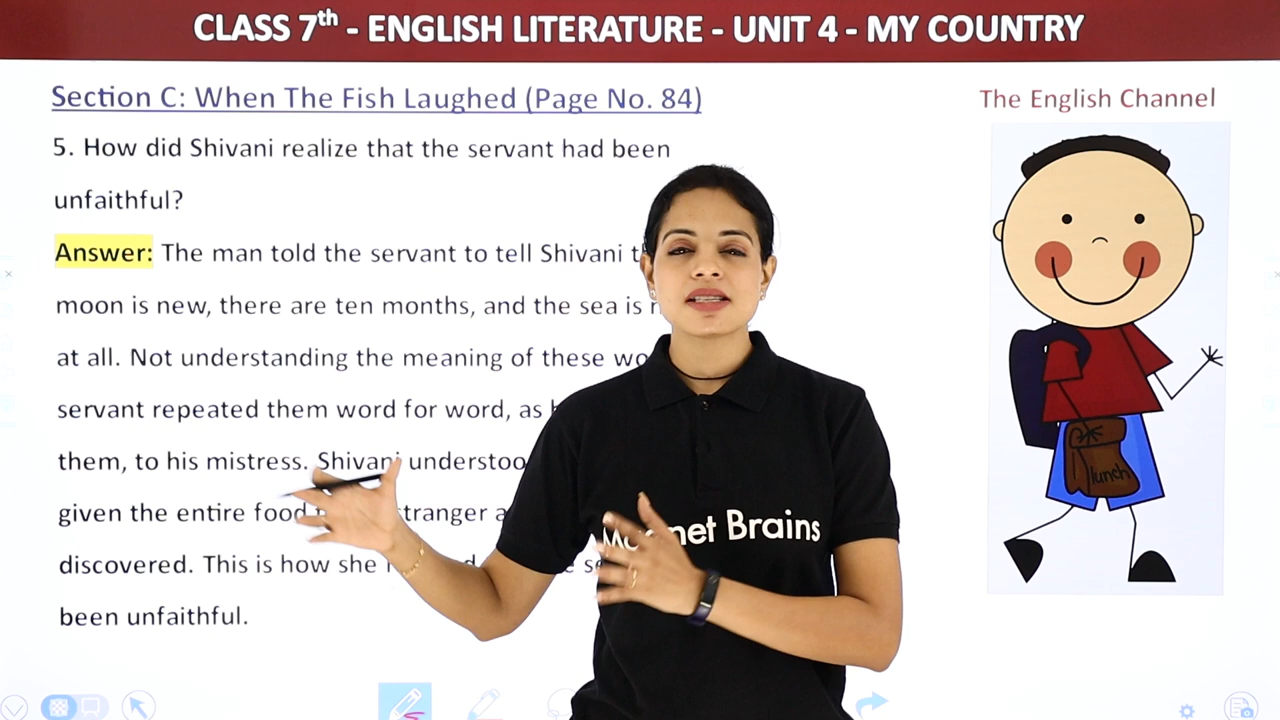 CLASS 7th - ENGLISH LITERATURE - UNIT 4 - MY COUNTRY
Section C: When The Fish Laughed (Page No. 84)
The English Channel
5. How did Shivani realize that the servant had been
unfaithful?
Answer: The man told the servant to tell Shivani
moon is new, there are ten months, and the sea is
at all. Not understanding the meaning of these
servant repeated them word for word, as
them, to his mistress. Shivani
given the entire food stranger
discovered. This is how she
been unfaithful.
lunch
Brains